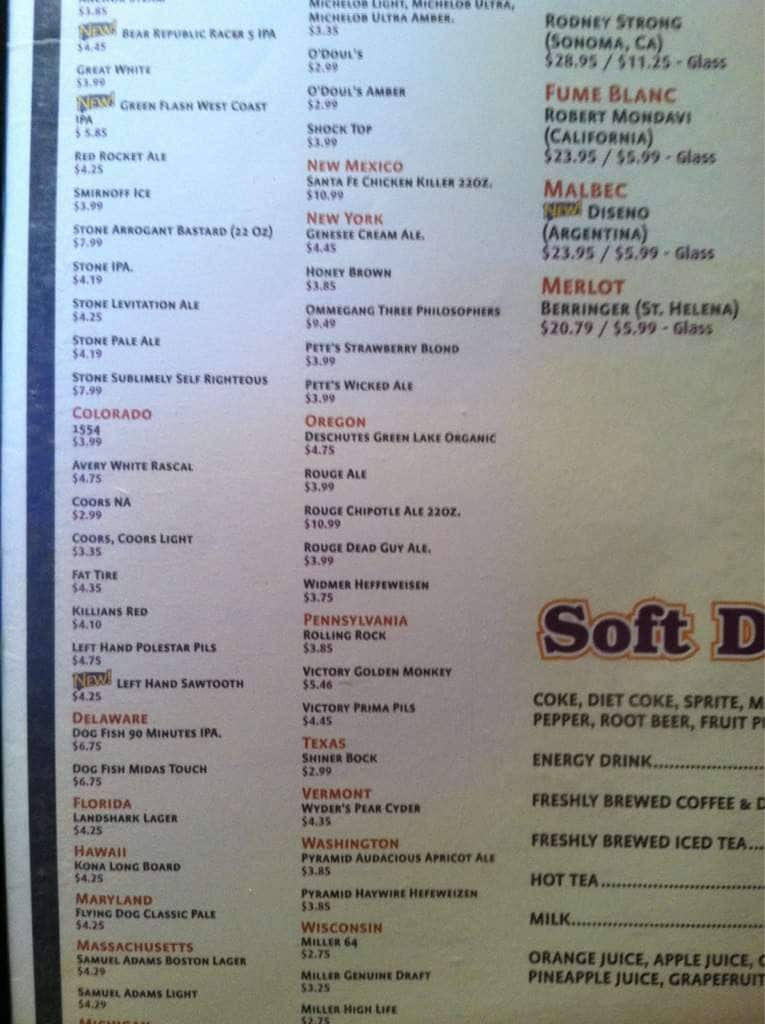 $3.85
New! Bear Republic Racer 5 IPA
$4.45
Great White
$3.99
New! Green Flash West Coast
IPA
$ 5.85
Red Rocket Ale
$4.25
Smirnoff Ice
$3.99
Stone Arrogant Bastard (22 oz)
$7.99
Stone IPA.
$4.19
Stone Levitation Ale
$4.25
Stone Pale Ale
$4.19
Stone Sublimely Self Righteous
$7.99
Colorado
1554
$3.99
Avery White Rascal
$4.75
Coors NA
$2.99
Coors, Coors Light
$3.35
Fat Tire
$4.35
Killians Red
$4.10
Left Hand Polestar Pils
$4.75
New! Left Hand Sawtooth
$4.25
Delaware
Dog Fish 90 Minutes IPA.
$6.75
Dog Fish Midas Touch
$6.75
Florida
Landshark Lager
$4.25
Hawaii
Kona Long Board
$4.25
Maryland
Flying Dog Classic Pale
$4.25
Massachusetts
Samuel Adams Boston Lager
$4.29
Samuel Adams Light
$4.29
Michigan
Michelob Light, Michelob Ultra,
Michelob Ultra Amber.
$3.35
O'Doul's
$2.99
O'Doul's Amber
$2.99
Shock Top
$3.99
New Mexico
Santa Fe Chicken Killer 22oz.
$10.99
New York
Genesee Cream Ale.
$4.45
Honey Brown
$3.85
Ommegang Three Philosophers
$9.49
Pete's Strawberry Blond
$3.99
Pete's Wicked Ale
$3.99
Oregon
Deschutes Green Lake Organic
$4.75
Rouge Ale
$3.99
Rouge Chipotle Ale 22oz.
$10.99
Rouge Dead Guy Ale.
$3.99
Widmer Heffeweisen
$3.75
Pennsylvania
Rolling Rock
$3.85
Victory Golden Monkey
$5.46
Victory Prima Pils
$4.45
Texas
Shiner Bock
$2.99
Vermont
Wyder's Pear Cyder
$4.35
Washington
Pyramid Audacious Apricot Ale
$3.85
Pyramid Haywire Hefeweizen
$3.85
Wisconsin
Miller 64
$2.75
Miller Genuine Draft
$3.25
Miller High Life
$2.75
Rodney Strong
(Sonoma, CA)
$28.95 / $11.25 - Glass
Fume Blanc
Robert Mondavi
(California)
$23.95 / $5.99 - Glass
Malbec
New! Diseno
(Argentina)
$23.95 / $5.99 - Glass
Merlot
Berringer (St. Helena)
$20.79 / $5.99 - Glass
Soft D
COKE, DIET COKE, SPRITE, M
PEPPER, ROOT BEER, FRUIT P
ENERGY DRINK....................
FRESHLY BREWED COFFEE & D
FRESHLY BREWED ICED TEA...
HOT TEA..............................
MILK...................................
ORANGE JUICE, APPLE JUICE, C
PINEAPPLE JUICE, GRAPEFRUIT